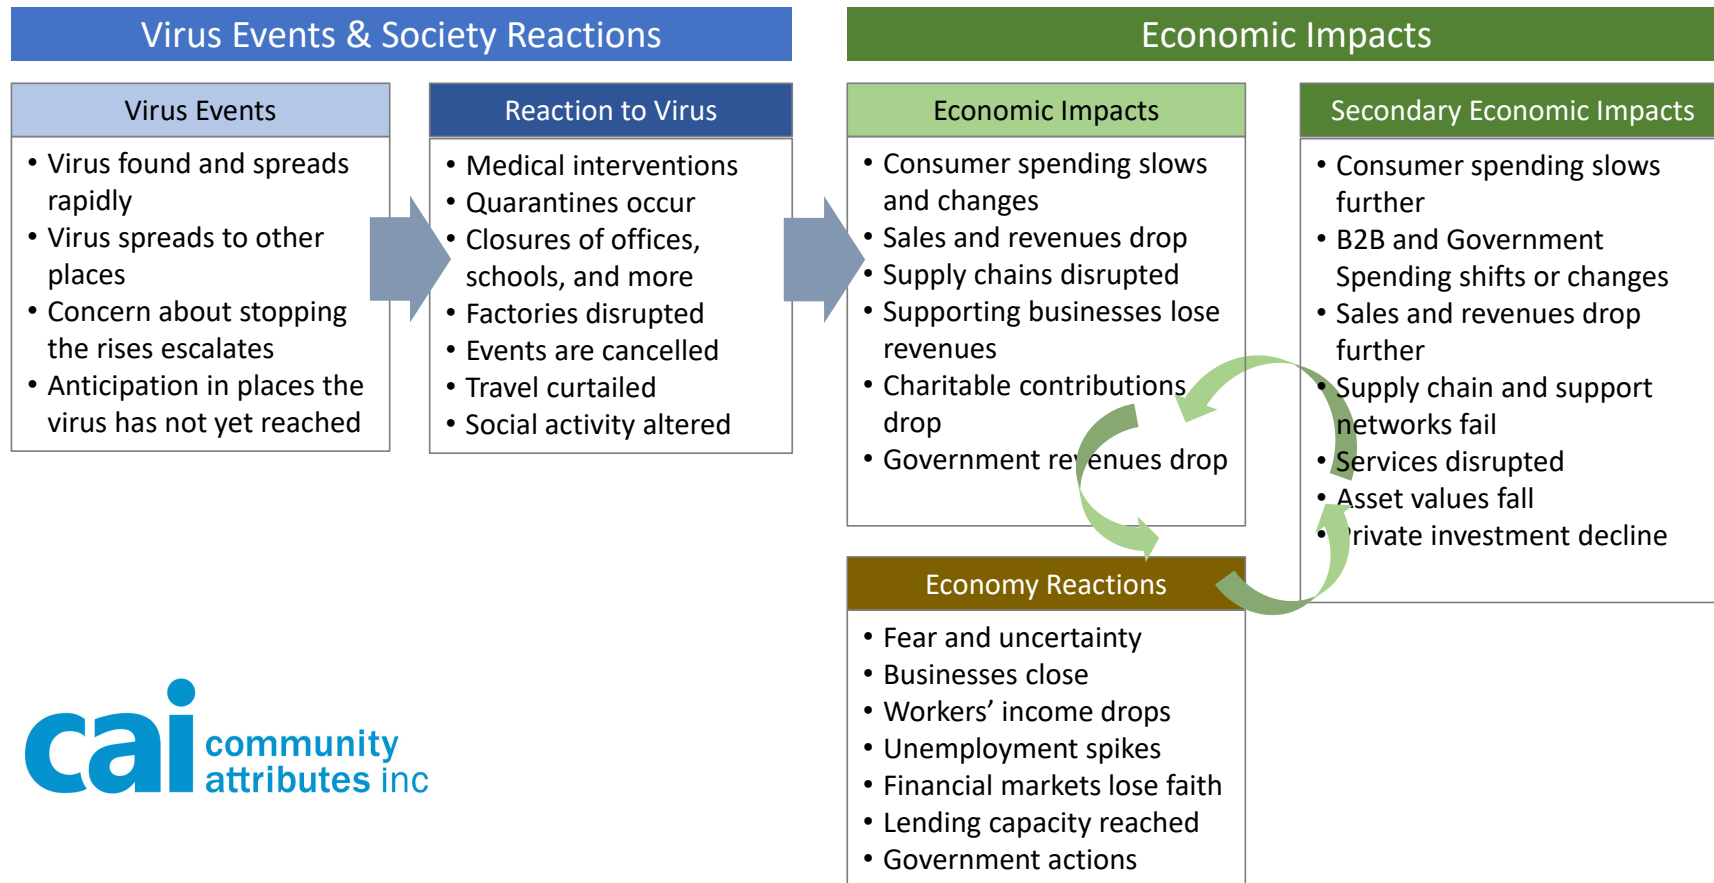 Virus Events & Society Reactions
Virus Events
• Virus found and spreads
rapidly
• Virus spreads to other
places
• Concern about stopping
the rises escalates
• Anticipation in places the
virus has not yet reached
Reaction to Virus
• Medical interventions
• Quarantines occur
• Closures of offices,
schools, and more
• Factories disrupted
• Events are cancelled
• Travel curtailed
• Social activity altered
Economic Impacts
Economic Impacts
• Consumer spending slows
and changes
• Sales and revenues drop
• Supply chains disrupted
• Supporting businesses lose
revenues
• Charitable contributions
drop
• Government revenues drop
Secondary Economic Impacts
• Consumer spending slows
further
• B2B and Government
Spending shifts or changes
• Sales and revenues drop
further
• Supply chain and support
networks fail
• Services disrupted
• Asset values fall
• Private investment decline
Economy Reactions
• Fear and uncertainty
• Businesses close
• Workers’ income drops
• Unemployment spikes
• Financial markets lose faith
• Lending capacity reached
• Government actions
cai
community
attributes inc